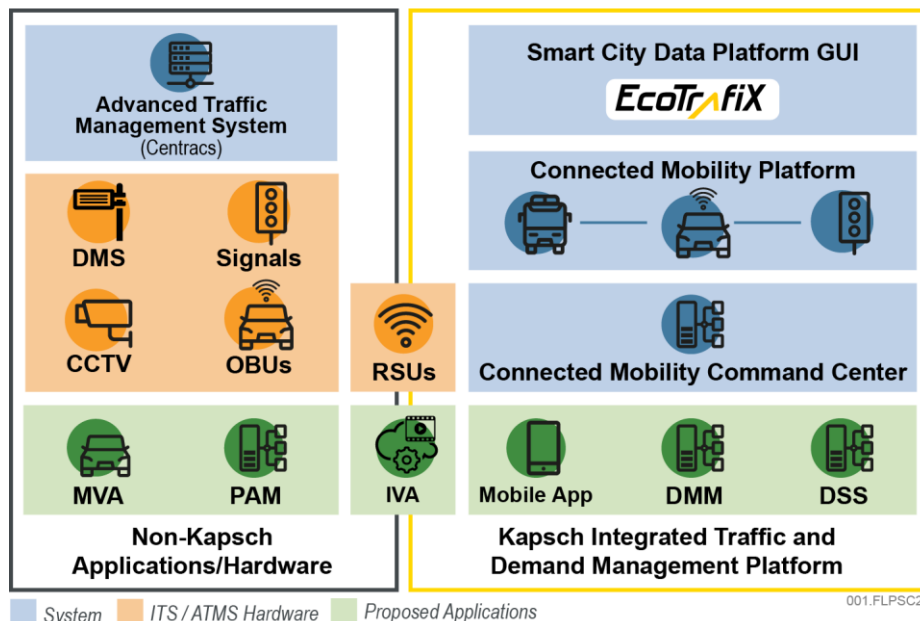 Advanced Traffic
Management System
(Centracs)
DMS
Signals
CCTV
OBUs
MVA
PAM
Non-Kapsch
Applications/Hardware
RSUs
IVA
Smart City Data Platform GUI
EcoTrafiX
Connected Mobility Platform
Connected Mobility Command Center
Mobile App
DMM
DSS
Kapsch Integrated Traffic and
Demand Management Platform
System
ITS / ATMS Hardware
Proposed Applications
001.FLPSC2